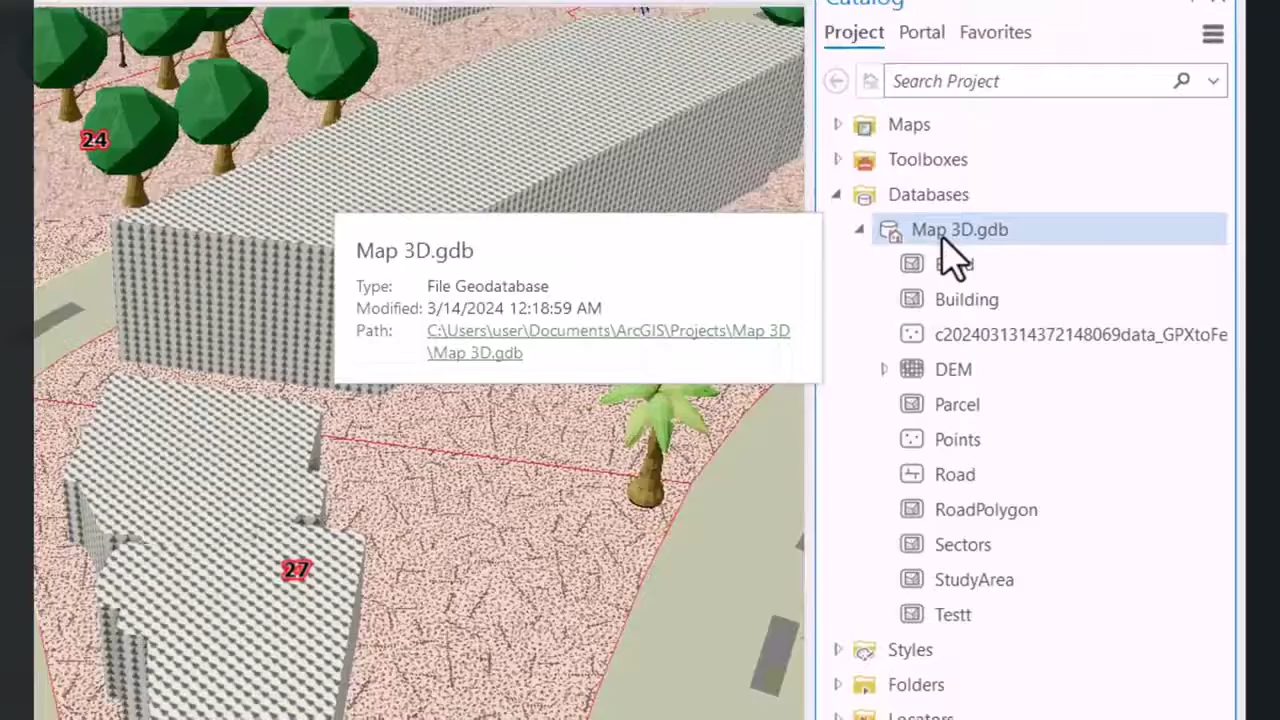 Catalog
Project Portal Favorites
Search Project
Maps
Toolboxes
Databases
Map 3D.gdb
Building
c2024031314372148069data_GPXtoFe
DEM
Parcel
Points
Road
RoadPolygon
Sectors
StudyArea
Testt
Styles
Folders
Locators
Map 3D.gdb
Type: File Geodatabase
Modified: 3/14/2024 12:18:59 AM
Path: C:\Users\user\Documents\ArcGIS\Projects\Map 3D
\Map 3D.gdb
24
27